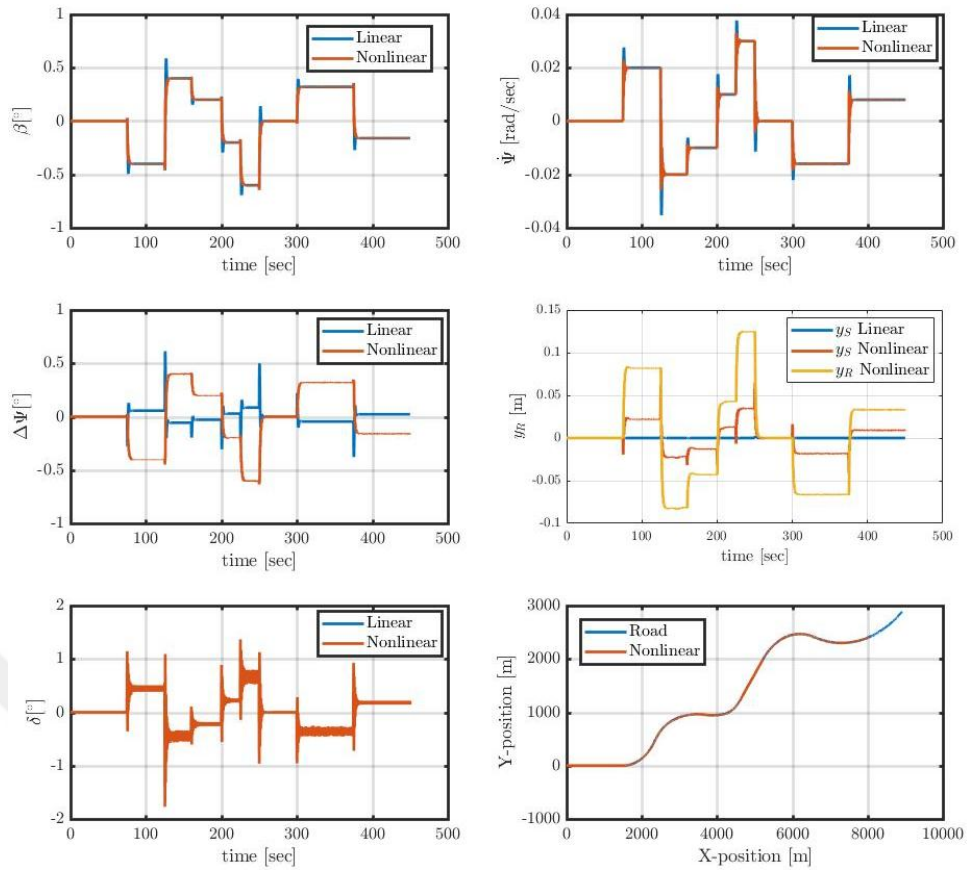 1
0.5
0
-0.5
-1
β[°]
Linear
Nonlinear
0 100 200 300 400 500
time [sec]
0.04
0.02
0
-0.02
-0.04
Ψ̇ [rad/sec]
Linear
Nonlinear
0 100 200 300 400 500
time [sec]
1
0.5
0
-0.5
-1
ΔΨ[°]
Linear
Nonlinear
0 100 200 300 400 500
time [sec]
0.15
0.1
0.05
0
-0.05
-0.1
y_R [m]
y_S Linear
y_S Nonlinear
y_R Nonlinear
0 100 200 300 400 500
time [sec]
2
1
0
-1
-2
δ[°]
Linear
Nonlinear
0 100 200 300 400 500
time [sec]
3000
2000
1000
0
-1000
Y-position [m]
Road
Nonlinear
0 2000 4000 6000 8000 10000
X-position [m]